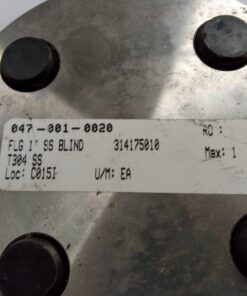 047-001-0020 RO :
FLG 1" SS BLIND 314175010
T304 SS Max: 1
Loc: C015I U/M: EA